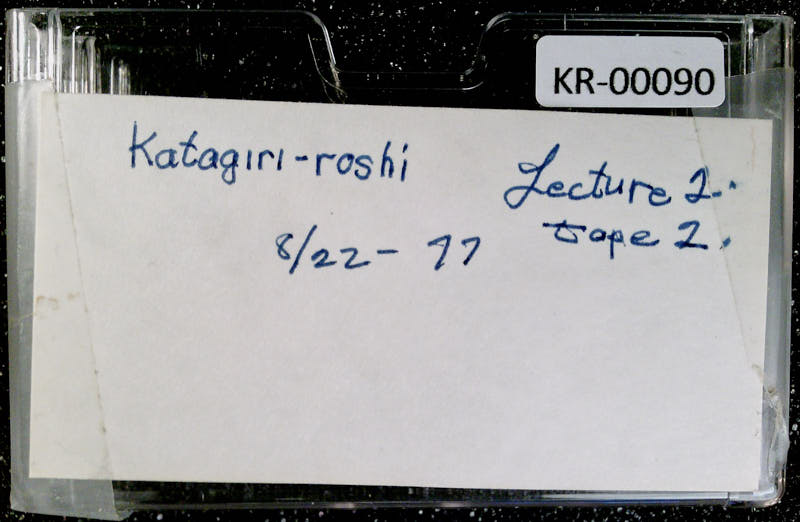 KR-00090
Katagiri-roshi
Lecture 2.
tape 2.
8/22-77